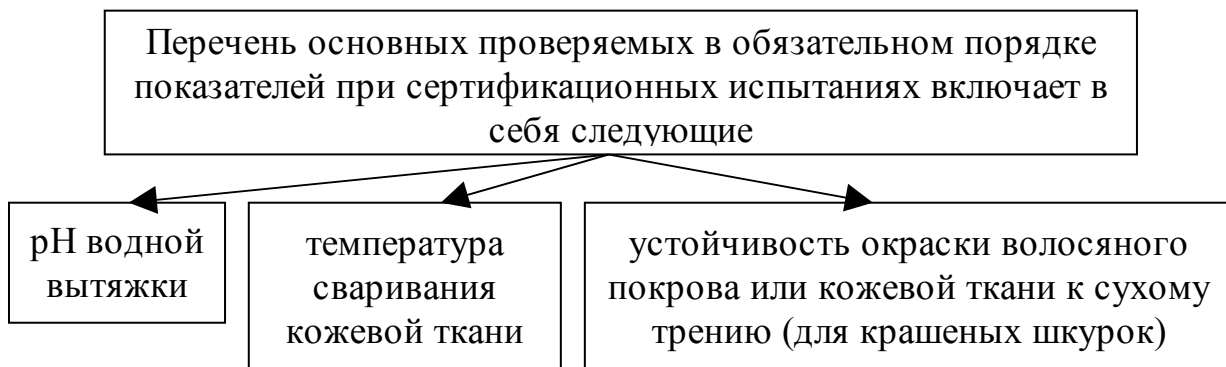 Перечень основных проверяемых в обязательном порядке
показателей при сертификационных испытаниях включает в
себя следующие
рН водной
вытяжки
температура
сваривания
кожевой ткани
устойчивость окраски волосяного
покрова или кожевой ткани к сухому
трению (для крашеных шкурок)